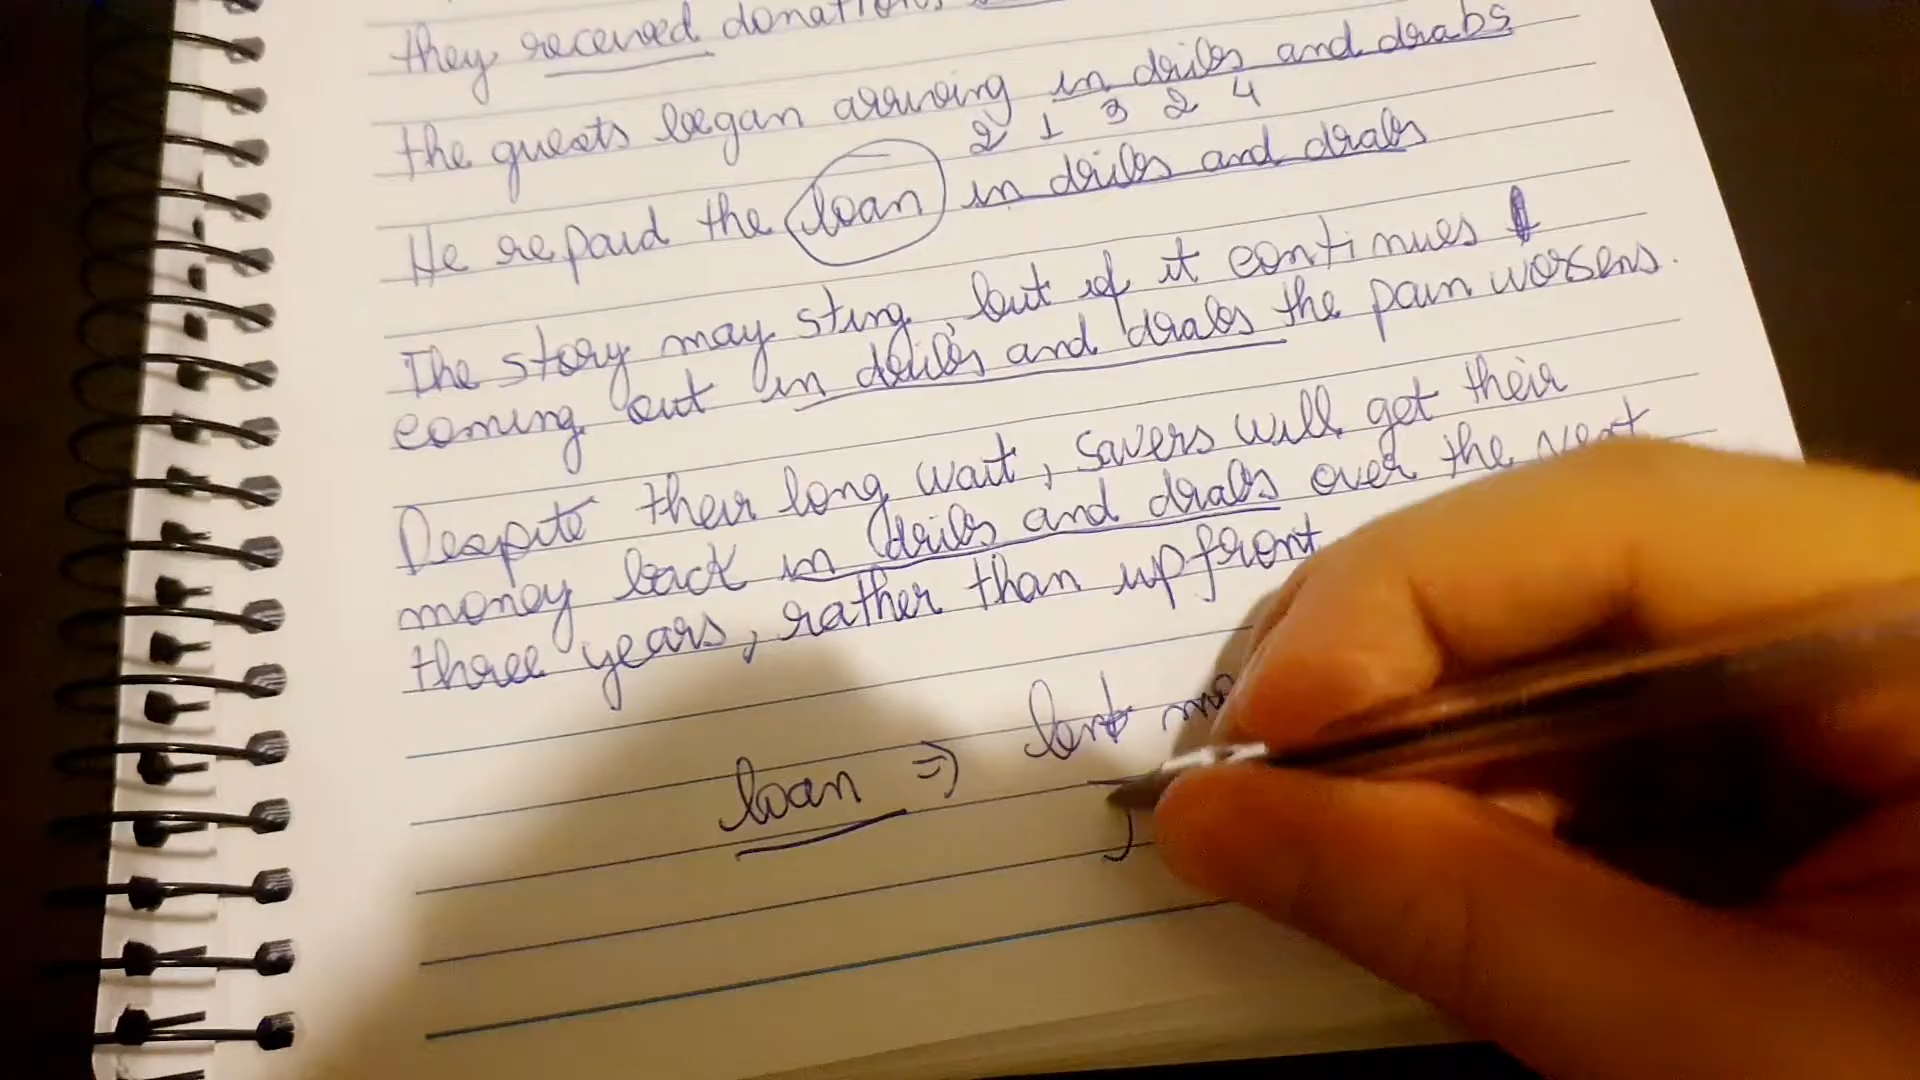 they received donations
the guests began arriving in dribs and drabs
2 1 3 2 4
He repaid the loan in dribs and drabs
The story may sting, but if it continues
coming out in dribs and drabs the pain worsens.
Despite their long wait, savers will get their
money back in dribs and drabs over the next
three years, rather than upfront
loan ⇒ lent